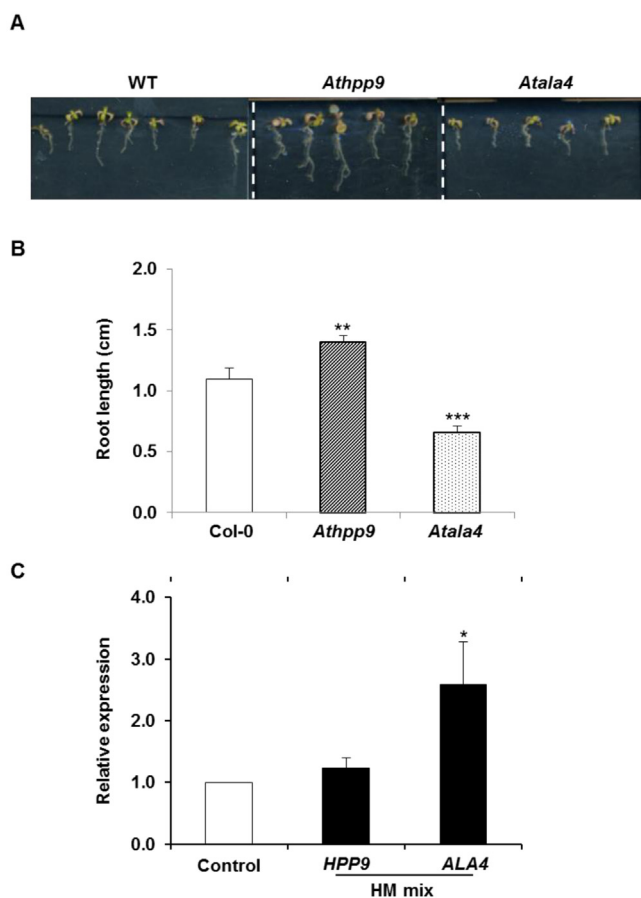 A
WT Athpp9 Atala4
B
Root length (cm)
2.0
**
1.5
***
1.0
0.5
0.0
Col-0 Athpp9 Atala4
C
Relative expression
4.0
*
3.0
2.0
1.0
0.0
Control HPP9 ALA4
HM mix